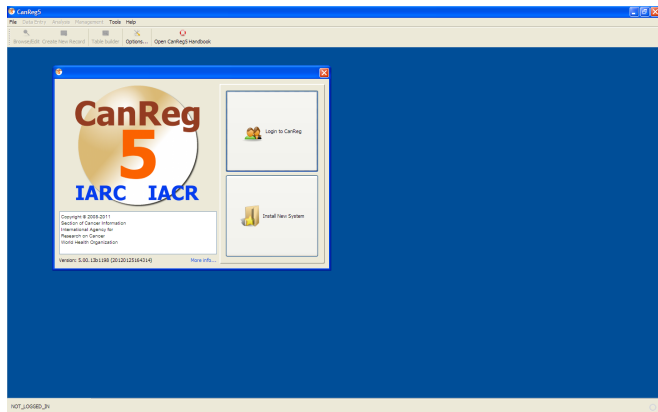 CanReg5
File Data Entry Analysis Management Tools Help
Browse/Edit Create New Record Table builder Options... Open CanReg5 Handbook
CanReg
5
IARC IACR
Login to CanReg
Install New System
Copyright © 2008-2011
Section of Cancer Information
International Agency for
Research on Cancer
World Health Organization
Version: 5.00.13b1198 (20120125164314) More info...
NOT_LOGGED_IN